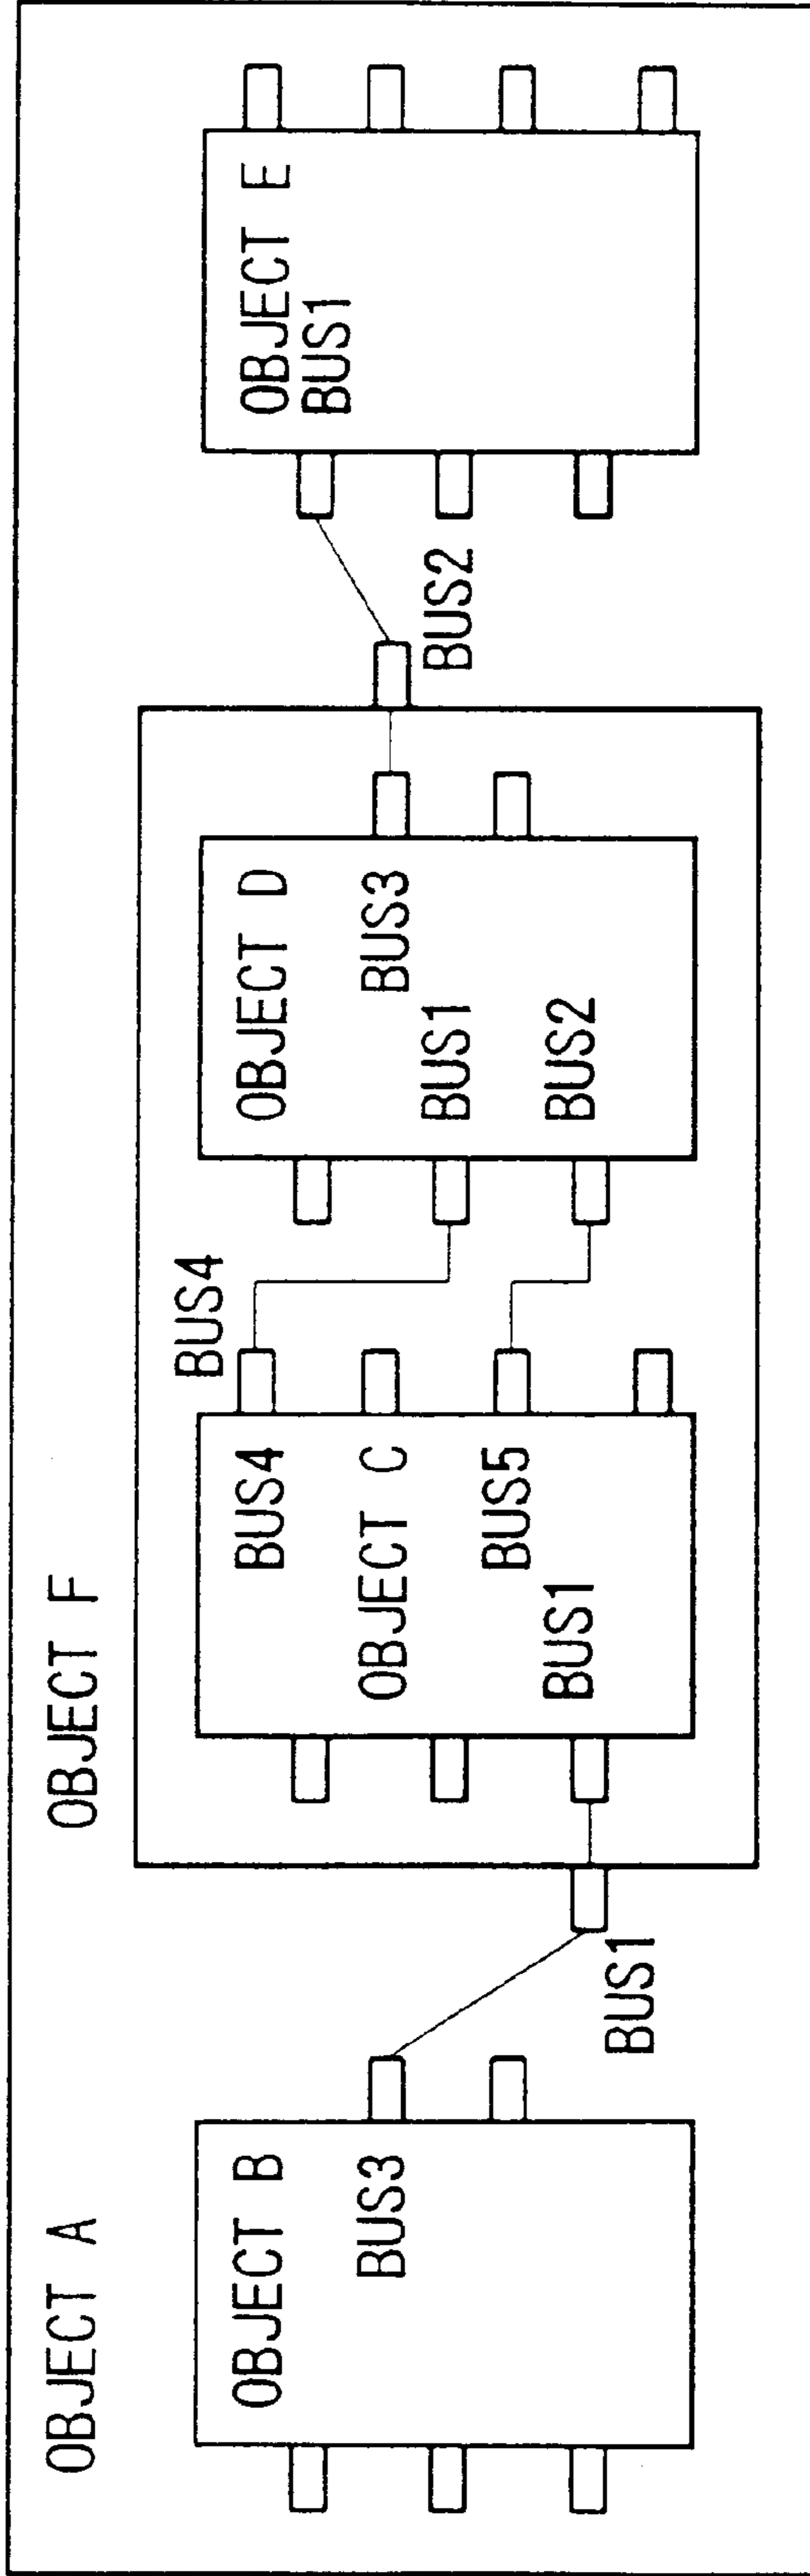 OBJECT A
OBJECT B
BUS3
BUS1
OBJECT F
BUS4
OBJECT C
BUS5
BUS1
BUS4
OBJECT D
BUS3
BUS1
BUS2
BUS2
OBJECT E
BUS1